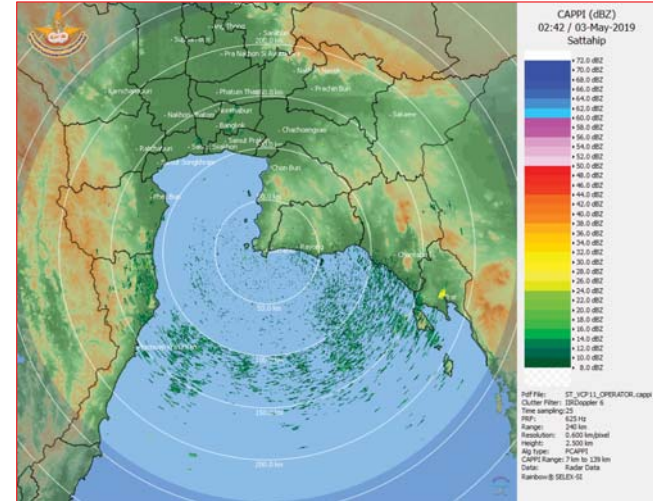 CAPPI (dBZ)
02:42 / 03-May-2019
Sattahip
72.0 dBZ
70.0 dBZ
68.0 dBZ
66.0 dBZ
64.0 dBZ
62.0 dBZ
60.0 dBZ
58.0 dBZ
56.0 dBZ
54.0 dBZ
52.0 dBZ
50.0 dBZ
48.0 dBZ
46.0 dBZ
44.0 dBZ
42.0 dBZ
40.0 dBZ
38.0 dBZ
36.0 dBZ
34.0 dBZ
32.0 dBZ
30.0 dBZ
28.0 dBZ
26.0 dBZ
24.0 dBZ
22.0 dBZ
20.0 dBZ
18.0 dBZ
16.0 dBZ
14.0 dBZ
12.0 dBZ
10.0 dBZ
8.0 dBZ
Pdf File: ST_VCP11_OPERATOR.cappi
Clutter Filter: IIRDoppler 6
Time sampling: 25
PRF: 625 Hz
Range: 240 km
Resolution: 0.600 km/pixel
Height: 2.500 km
Alg type: PCAPPI
CAPPI Range: 7 km to 139 km
Data: Radar Data
Rainbow® SELEX-SI
Prachin Buri
Bangkok
Chachoengsao
Chon Buri
Rayong
200.0 km